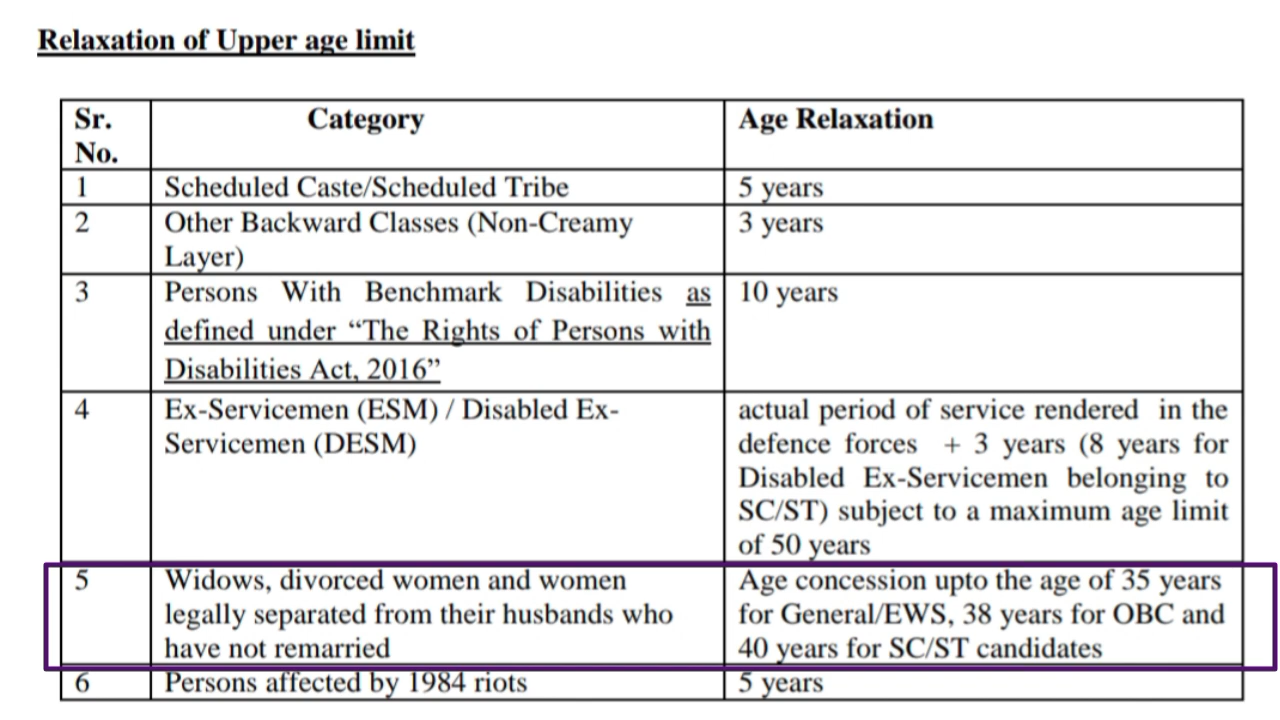 Relaxation of Upper age limit
Sr. No. Category Age Relaxation
1 Scheduled Caste/Scheduled Tribe 5 years
2 Other Backward Classes (Non-Creamy Layer) 3 years
3 Persons With Benchmark Disabilities as defined under “The Rights of Persons with Disabilities Act, 2016” 10 years
4 Ex-Servicemen (ESM) / Disabled Ex-Servicemen (DESM) actual period of service rendered in the defence forces + 3 years (8 years for Disabled Ex-Servicemen belonging to SC/ST) subject to a maximum age limit of 50 years
5 Widows, divorced women and women legally separated from their husbands who have not remarried Age concession upto the age of 35 years for General/EWS, 38 years for OBC and 40 years for SC/ST candidates
6 Persons affected by 1984 riots 5 years